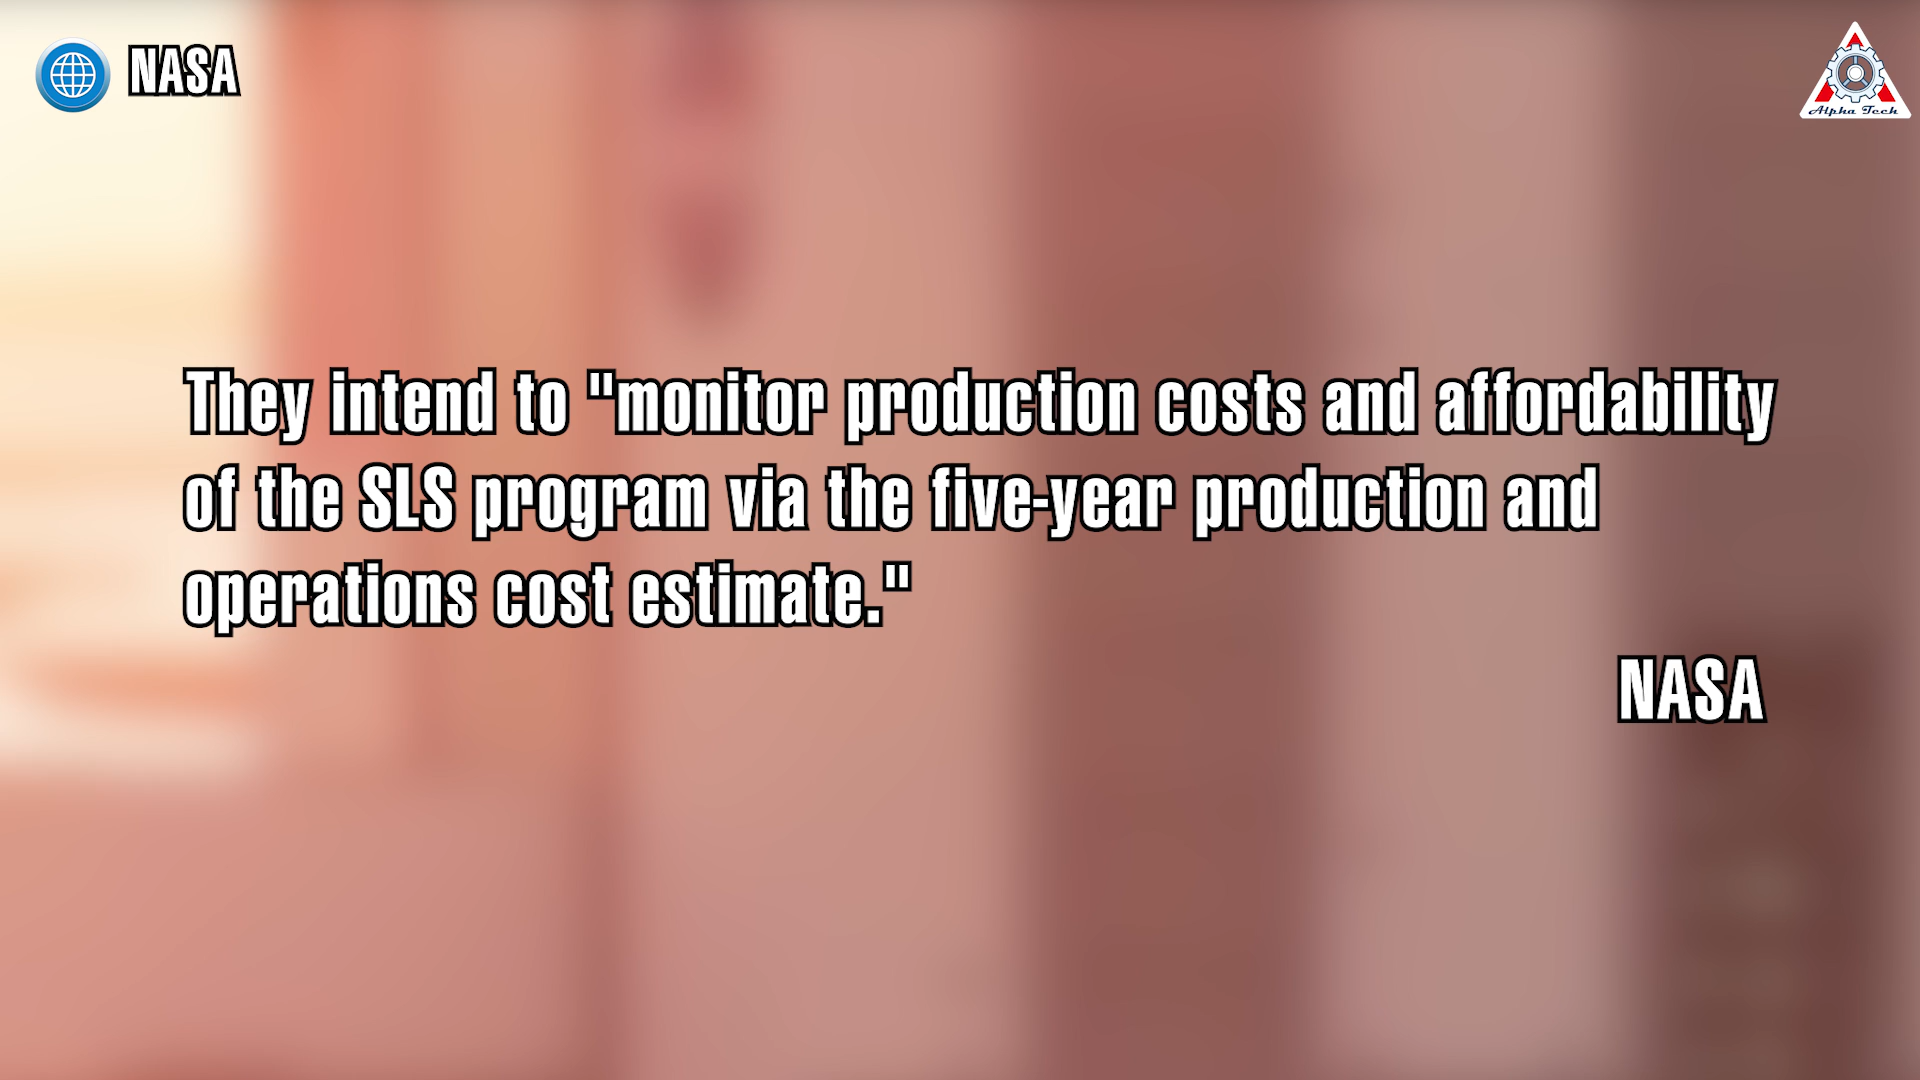 NASA
Alpha Tech
They intend to "monitor production costs and affordability
of the SLS program via the five-year production and
operations cost estimate."
NASA